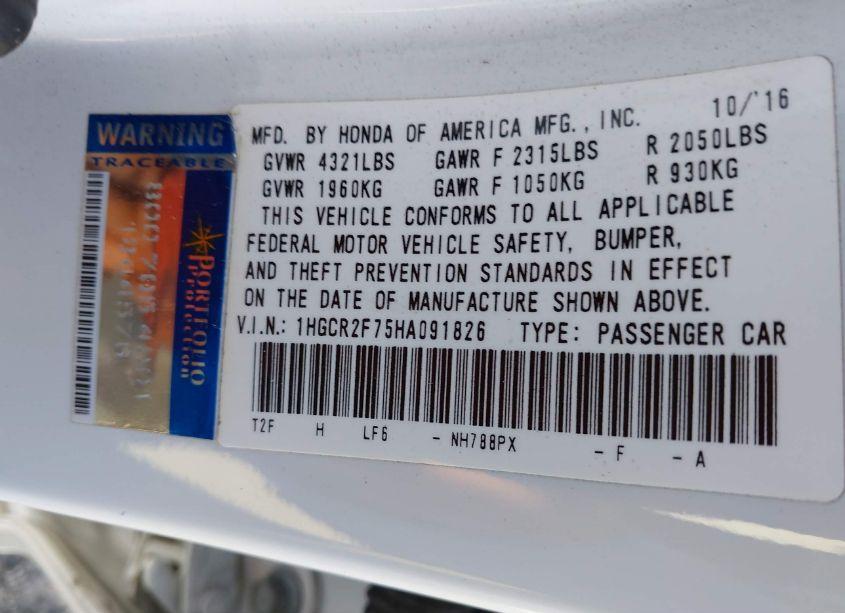 WARNING
TRACEABLE
PORTFOLIO
protection
10/'16
MFD. BY HONDA OF AMERICA MFG., INC.
GVWR 4321LBS GAWR F 2315LBS R 2050LBS
GVWR 1960KG GAWR F 1050KG R 930KG
THIS VEHICLE CONFORMS TO ALL APPLICABLE
FEDERAL MOTOR VEHICLE SAFETY, BUMPER,
AND THEFT PREVENTION STANDARDS IN EFFECT
ON THE DATE OF MANUFACTURE SHOWN ABOVE.
V.I.N.: 1HGCR2F75HA091826 TYPE: PASSENGER CAR
T2F H LF6 - NH788PX - F - A